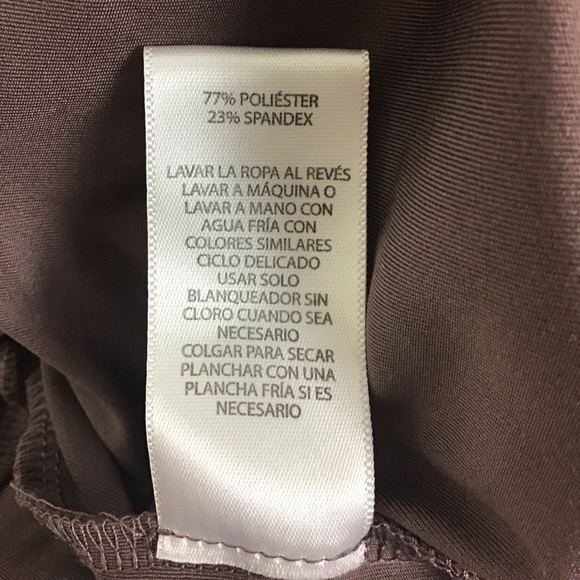 77% POLIÉSTER
23% SPANDEX
LAVAR LA ROPA AL REVÉS
LAVAR A MÁQUINA O
LAVAR A MANO CON
AGUA FRÍA CON
COLORES SIMILARES
CICLO DELICADO
USAR SOLO
BLANQUEADOR SIN
CLORO CUANDO SEA
NECESARIO
COLGAR PARA SECAR
PLANCHAR CON UNA
PLANCHA FRÍA SI ES
NECESARIO